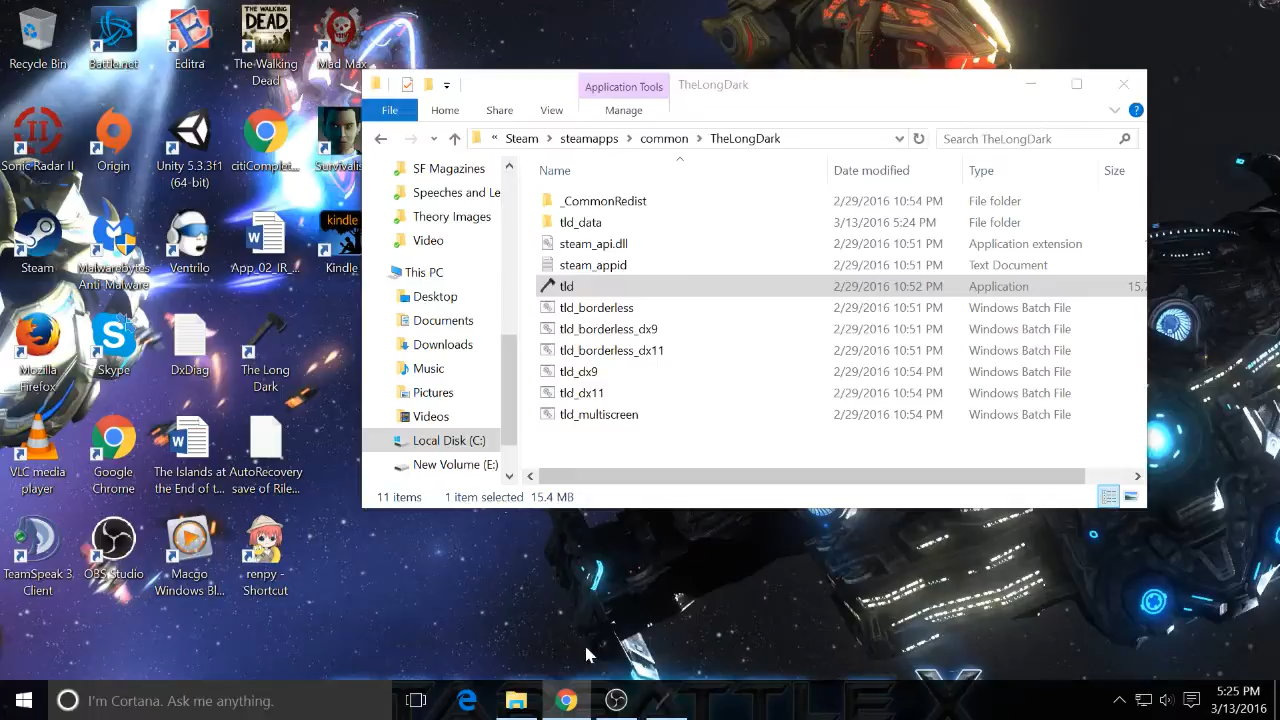 Recycle Bin
Battle.net
Editra
The Walking
Dead
Mad Max
Sonic Radar II
Origin
Unity 5.3.3f1
(64-bit)
citiComplet...
Survivalis
Steam
Malwarebytes
Anti-Malware
Ventrilo
App_02_IR_...
kindle
Kindle
Mozilla
Firefox
Skype
DxDiag
The Long
Dark
VLC media
player
Google
Chrome
The Islands at
the End of t...
AutoRecovery
save of Rile...
TeamSpeak 3
Client
OBS Studio
Macgo
Windows Bl...
renpy -
Shortcut
Application Tools
TheLongDark
File
Home
Share
View
Manage
« Steam > steamapps > common > TheLongDark
Search TheLongDark
SF Magazines
Speeches and Le
Theory Images
Video
This PC
Desktop
Documents
Downloads
Music
Pictures
Videos
Local Disk (C:)
New Volume (E:)
Name Date modified Type Size
_CommonRedist 2/29/2016 10:54 PM File folder
tld_data 3/13/2016 5:24 PM File folder
steam_api.dll 2/29/2016 10:51 PM Application extension
steam_appid 2/29/2016 10:51 PM Text Document
tld 2/29/2016 10:52 PM Application 15,7
tld_borderless 2/29/2016 10:51 PM Windows Batch File
tld_borderless_dx9 2/29/2016 10:51 PM Windows Batch File
tld_borderless_dx11 2/29/2016 10:51 PM Windows Batch File
tld_dx9 2/29/2016 10:54 PM Windows Batch File
tld_dx11 2/29/2016 10:54 PM Windows Batch File
tld_multiscreen 2/29/2016 10:54 PM Windows Batch File
11 items 1 item selected 15.4 MB
I'm Cortana. Ask me anything.
5:25 PM
3/13/2016